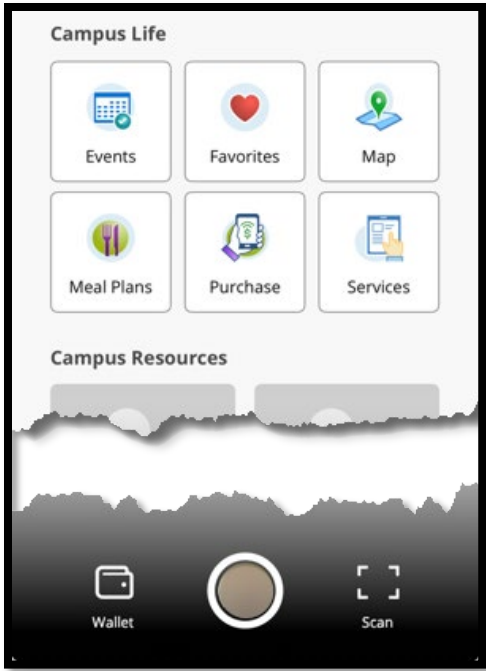 Campus Life
Events Favorites Map
Meal Plans Purchase Services
Campus Resources
Wallet Scan